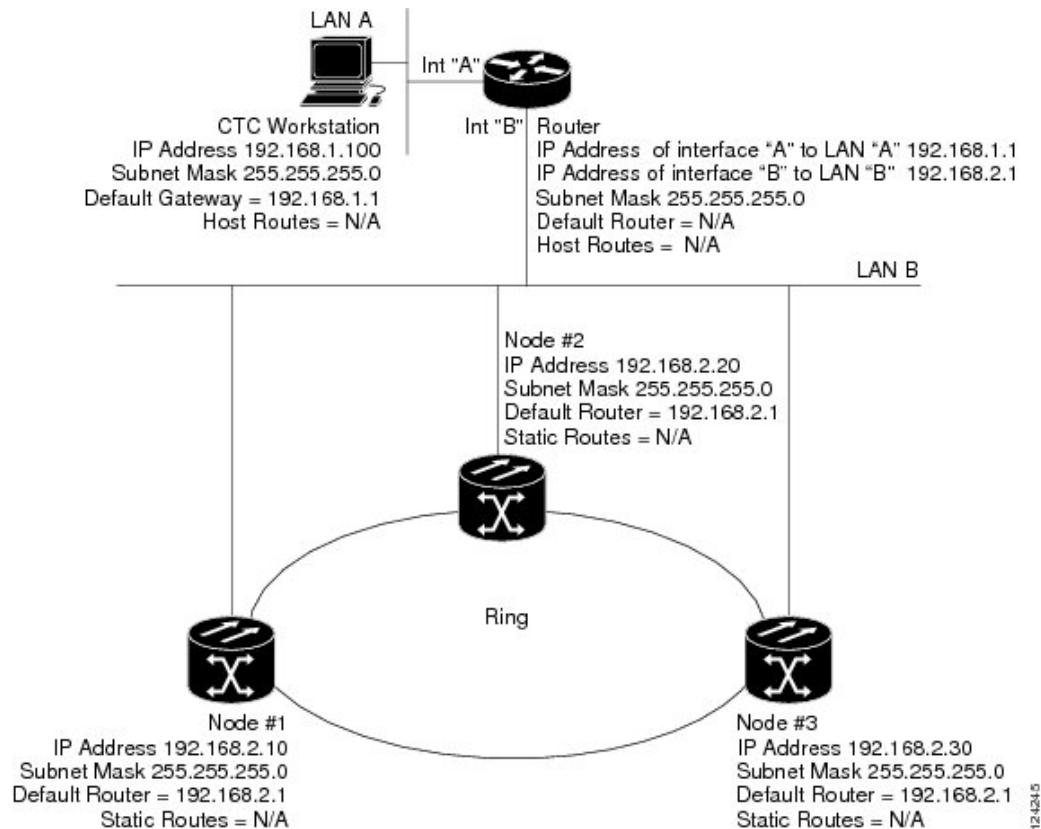 LAN A
Int "A"
CTC Workstation
IP Address 192.168.1.100
Subnet Mask 255.255.255.0
Default Gateway = 192.168.1.1
Host Routes = N/A
Int "B"
Router
IP Address of interface "A" to LAN "A" 192.168.1.1
IP Address of interface "B" to LAN "B" 192.168.2.1
Subnet Mask 255.255.255.0
Default Router = N/A
Host Routes = N/A
LAN B
Node #2
IP Address 192.168.2.20
Subnet Mask 255.255.255.0
Default Router = 192.168.2.1
Static Routes = N/A
Ring
Node #1
IP Address 192.168.2.10
Subnet Mask 255.255.255.0
Default Router = 192.168.2.1
Static Routes = N/A
Node #3
IP Address 192.168.2.30
Subnet Mask 255.255.255.0
Default Router = 192.168.2.1
Static Routes = N/A
124245